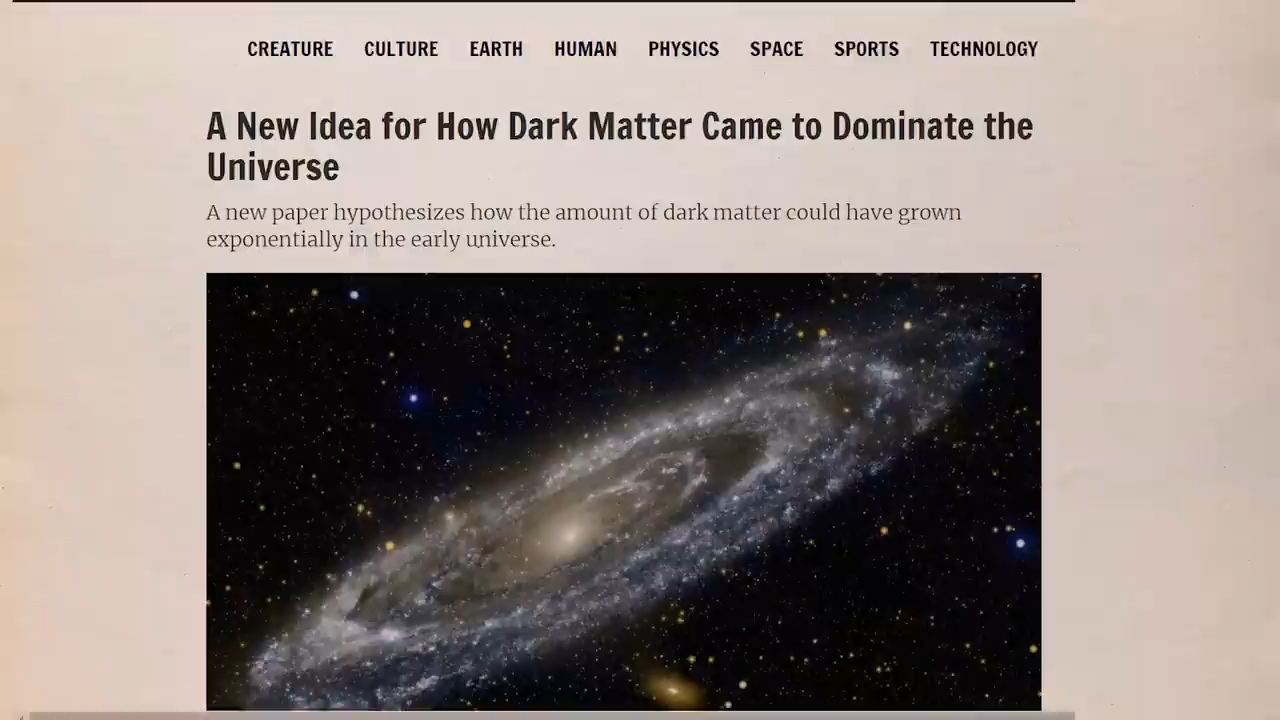 CREATURE CULTURE EARTH HUMAN PHYSICS SPACE SPORTS TECHNOLOGY
A New Idea for How Dark Matter Came to Dominate the
Universe
A new paper hypothesizes how the amount of dark matter could have grown
exponentially in the early universe.